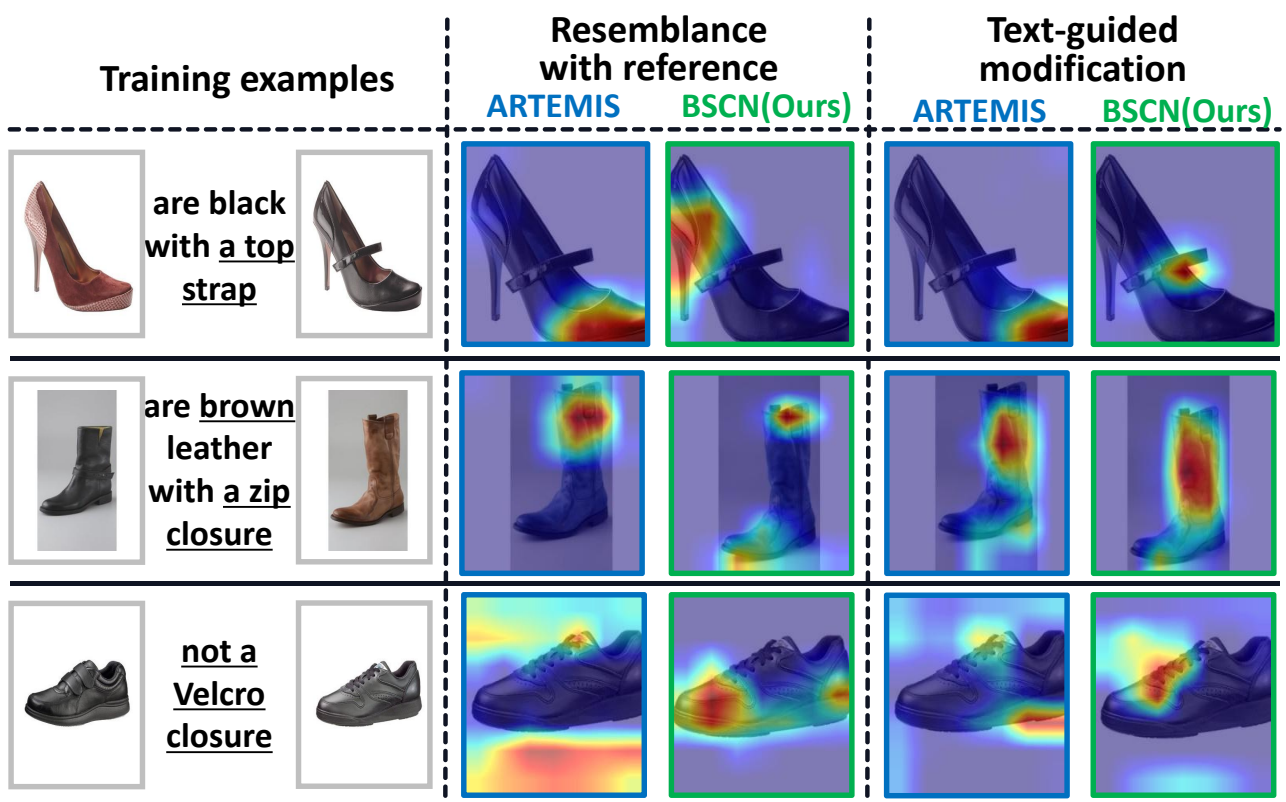 Training examples
Resemblance
with reference
ARTEMIS BSCN(Ours)
Text-guided
modification
ARTEMIS BSCN(Ours)
are black
with a top
strap
are brown
leather
with a zip
closure
not a
Velcro
closure